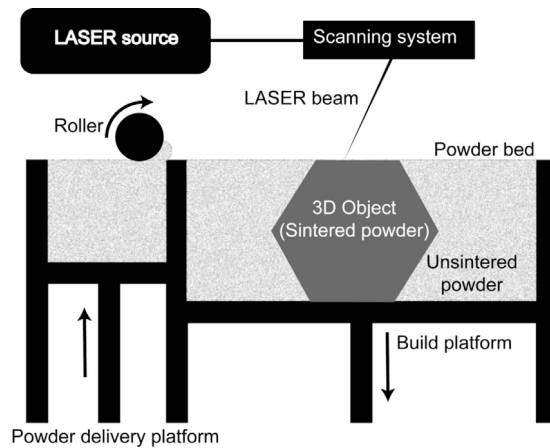 LASER source
Scanning system
LASER beam
Roller
Powder bed
3D Object
(Sintered powder)
Unsintered
powder
Build platform
Powder delivery platform